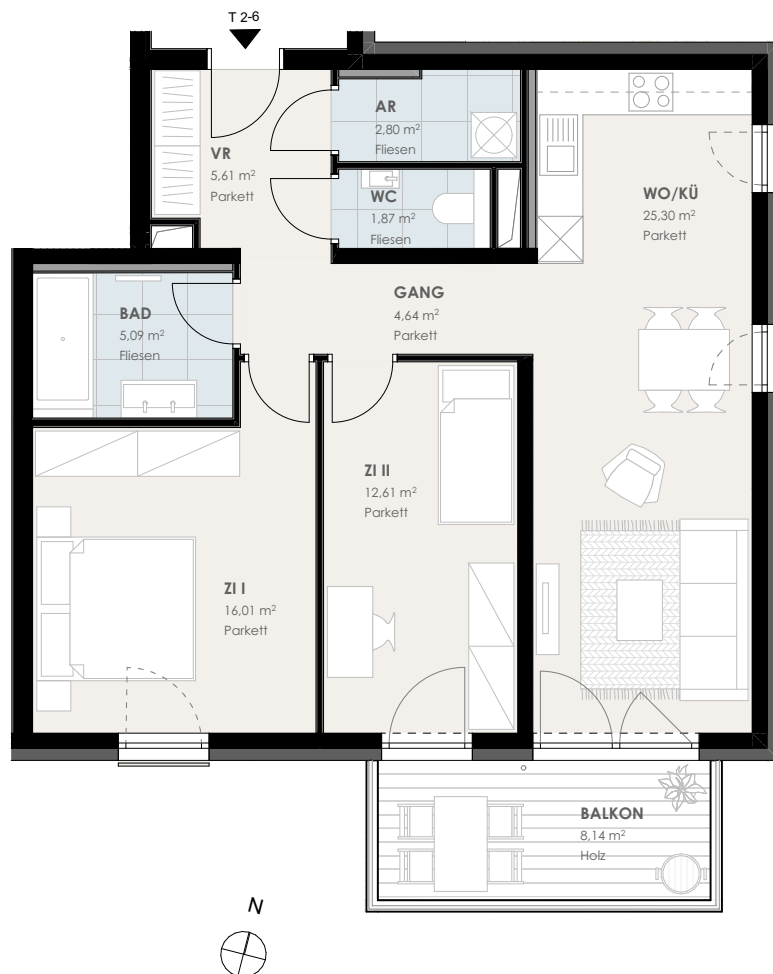 T 2-6
AR
2,80 m²
Fliesen
VR
5,61 m²
Parkett
WC
1,87 m²
Fliesen
WO/KÜ
25,30 m²
Parkett
GANG
4,64 m²
Parkett
BAD
5,09 m²
Fliesen
ZI II
12,61 m²
Parkett
ZI I
16,01 m²
Parkett
BALKON
8,14 m²
Holz
N